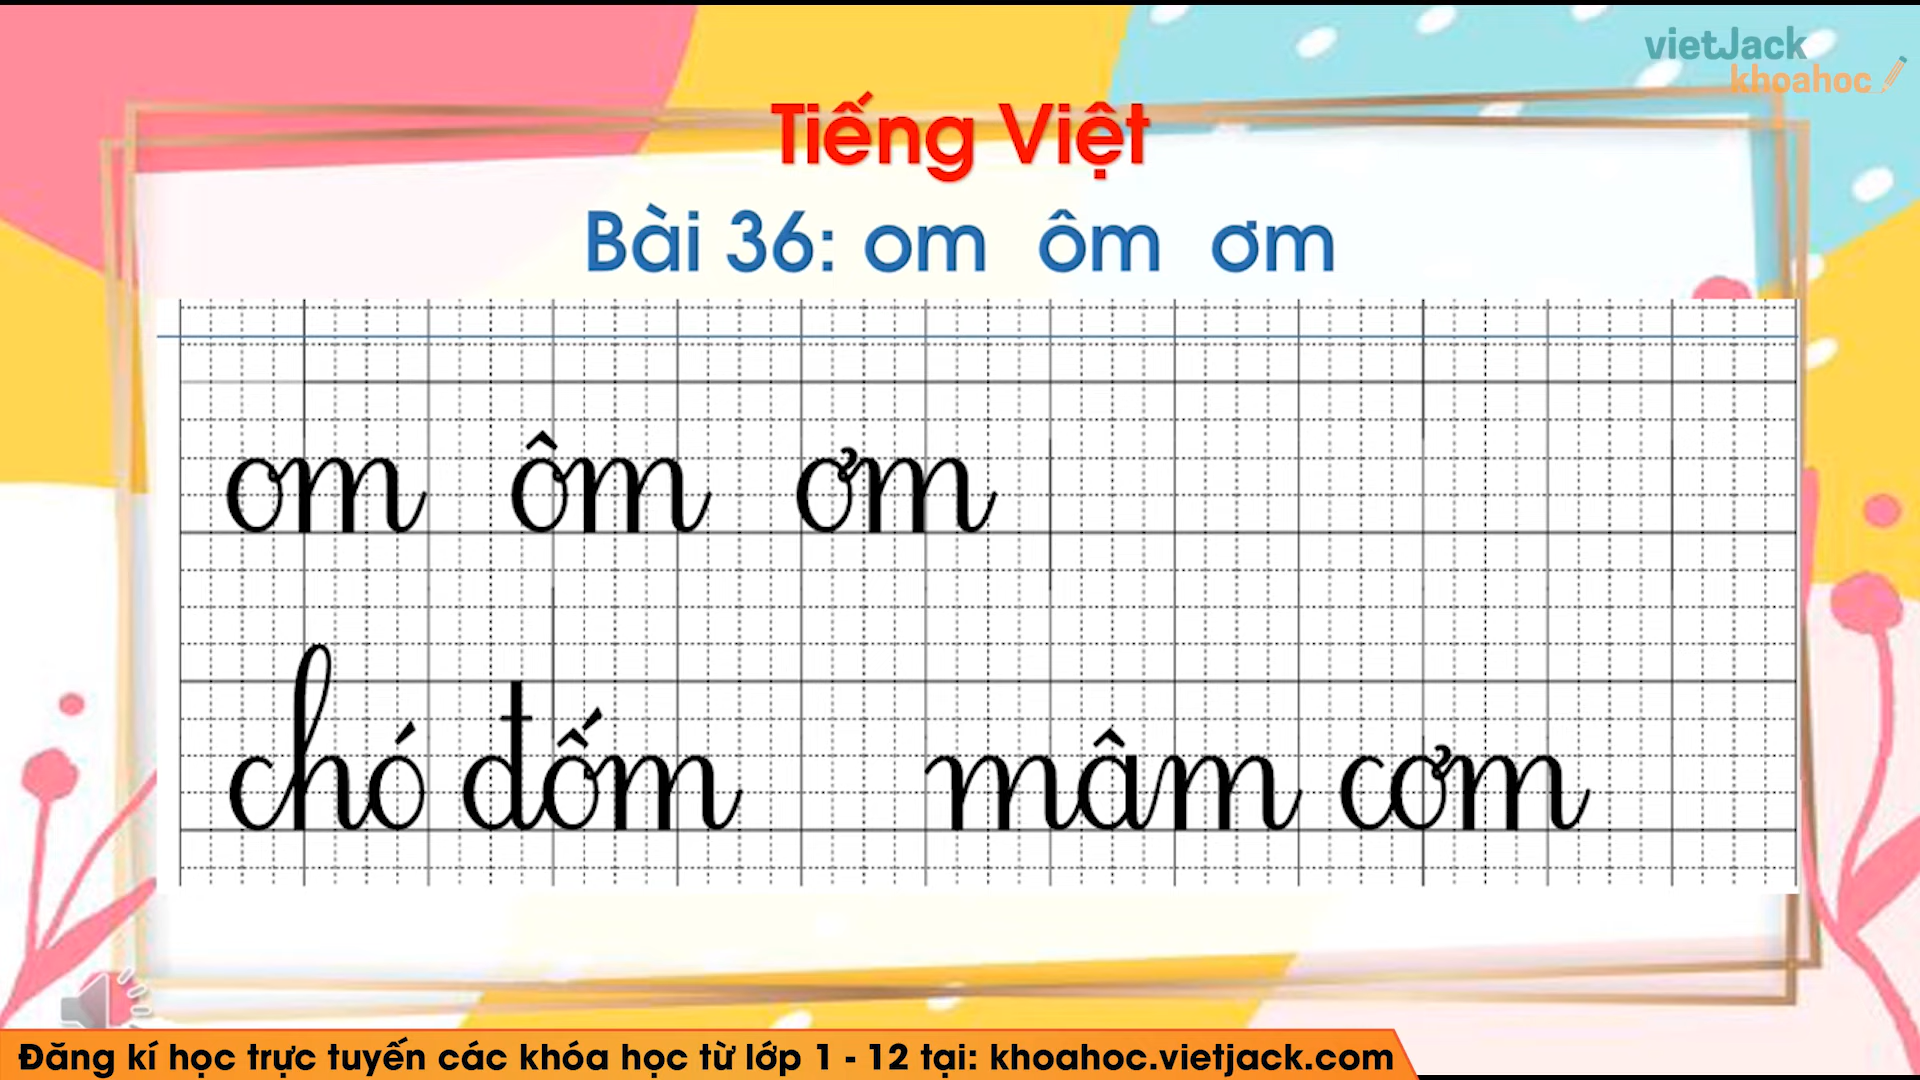 vietJack
khoahoc
Tiếng Việt
Bài 36: om ôm ơm
om ôm ơm
chó đốm mâm cơm
Đăng kí học trực tuyến các khóa học từ lớp 1 - 12 tại: khoahoc.vietjack.com